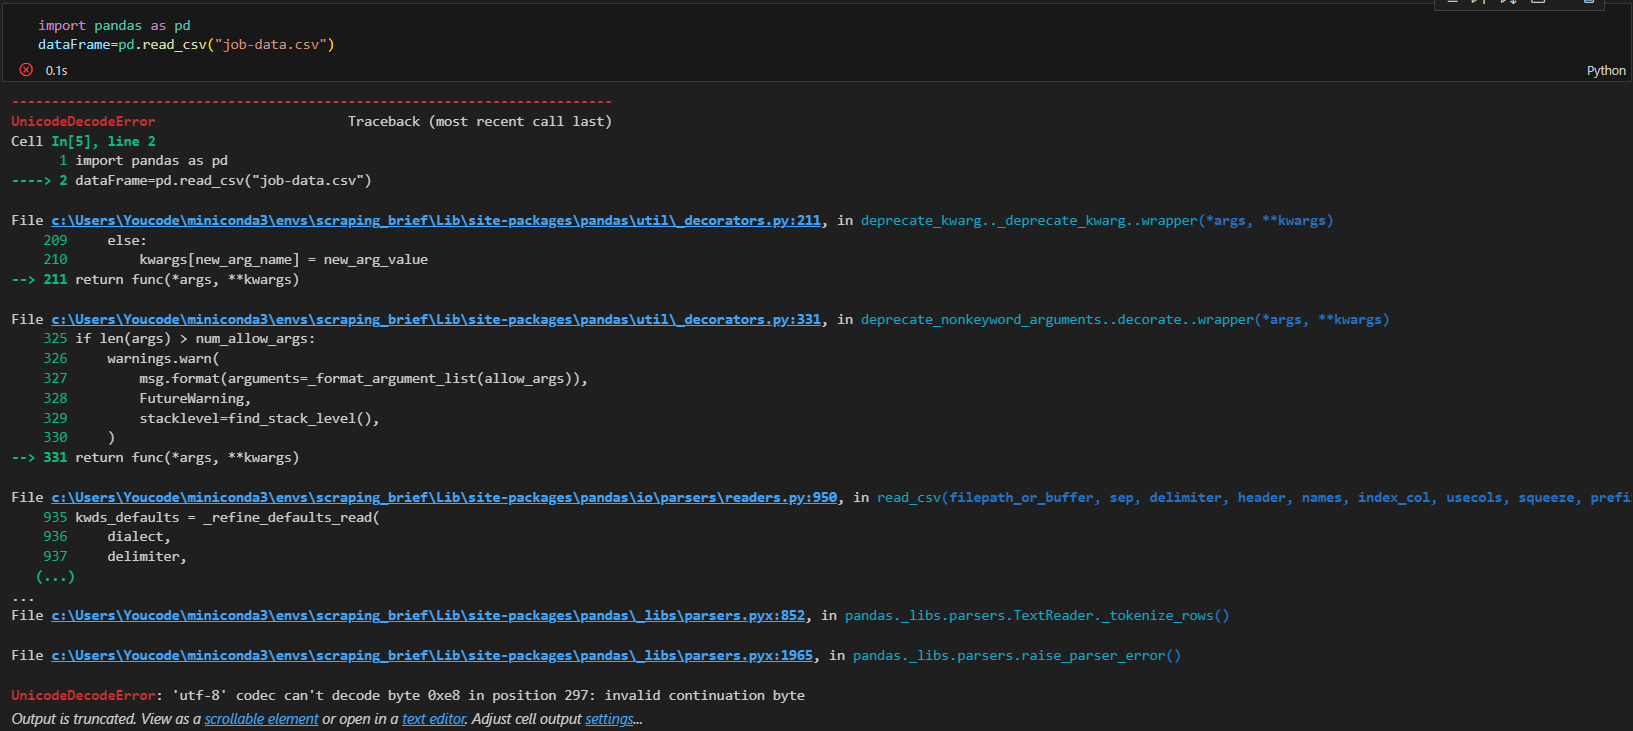 import pandas as pd
dataFrame=pd.read_csv("job-data.csv")
0.1s
Python
---------------------------------------------------------------------------
UnicodeDecodeError                        Traceback (most recent call last)
Cell In[5], line 2
      1 import pandas as pd
----> 2 dataFrame=pd.read_csv("job-data.csv")
File c:\Users\Youcode\miniconda3\envs\scraping_brief\Lib\site-packages\pandas\util\_decorators.py:211, in deprecate_kwarg.._deprecate_kwarg..wrapper(*args, **kwargs)
    209     else:
    210         kwargs[new_arg_name] = new_arg_value
--> 211 return func(*args, **kwargs)
File c:\Users\Youcode\miniconda3\envs\scraping_brief\Lib\site-packages\pandas\util\_decorators.py:331, in deprecate_nonkeyword_arguments..decorate..wrapper(*args, **kwargs)
    325 if len(args) > num_allow_args:
    326     warnings.warn(
    327         msg.format(arguments=_format_argument_list(allow_args)),
    328         FutureWarning,
    329         stacklevel=find_stack_level(),
    330     )
--> 331 return func(*args, **kwargs)
File c:\Users\Youcode\miniconda3\envs\scraping_brief\Lib\site-packages\pandas\io\parsers\readers.py:950, in read_csv(filepath_or_buffer, sep, delimiter, header, names, index_col, usecols, squeeze, prefi
    935 kwds_defaults = _refine_defaults_read(
    936     dialect,
    937     delimiter,
   (...)
...
File c:\Users\Youcode\miniconda3\envs\scraping_brief\Lib\site-packages\pandas\_libs\parsers.pyx:852, in pandas._libs.parsers.TextReader._tokenize_rows()
File c:\Users\Youcode\miniconda3\envs\scraping_brief\Lib\site-packages\pandas\_libs\parsers.pyx:1965, in pandas._libs.parsers.raise_parser_error()
UnicodeDecodeError: 'utf-8' codec can't decode byte 0xe8 in position 297: invalid continuation byte
Output is truncated. View as a scrollable element or open in a text editor. Adjust cell output settings...